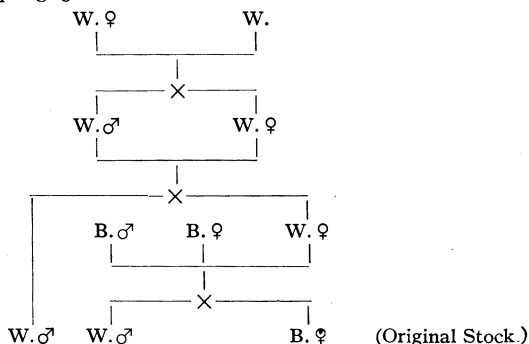 W. ♀ W.
×
W. ♂ W. ♀
×
B. ♂ B. ♀ W. ♀
×
W. ♂ W. ♂ B. ♀ (Original Stock.)